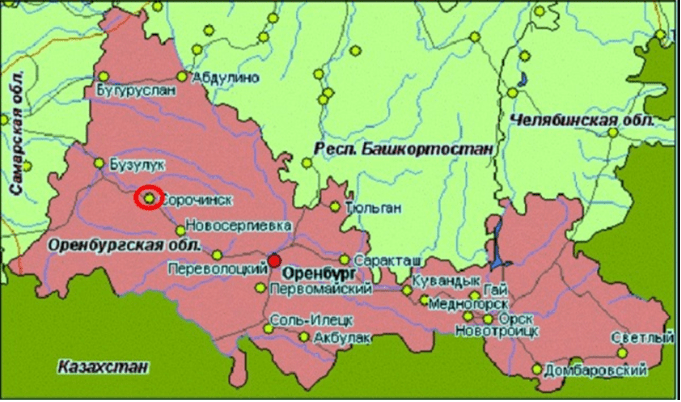 Абдулино
Бугуруслан
Самарская обл.
Челябинская обл.
Респ. Башкортостан
Бузулук
Сорочинск
Тюльган
Новосергиевка
Оренбургская обл.
Саракташ
Переволоцкий
Оренбург
Кувандык
Первомайский
Гай
Медногорск
Соль-Илецк
Орск
Новотроицк
Акбулак
Светлый
Казахстан
Домбаровский